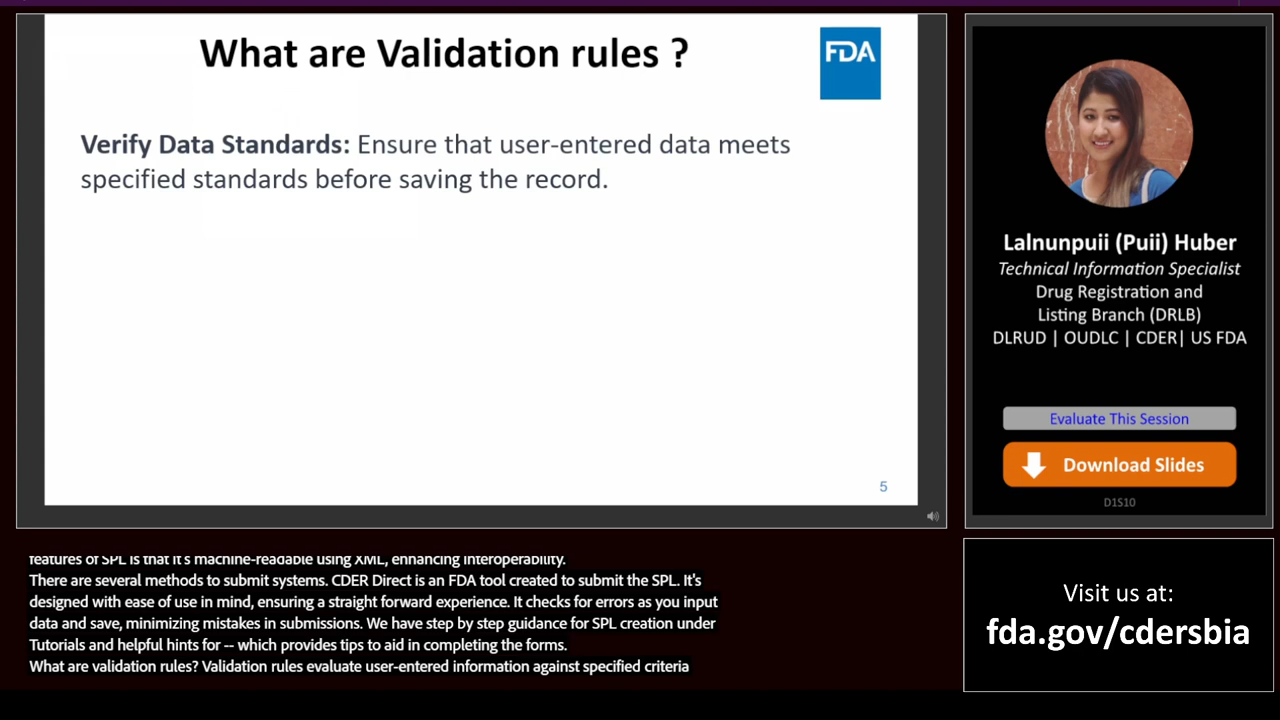 What are Validation rules ?
FDA
Verify Data Standards: Ensure that user-entered data meets
specified standards before saving the record.
5
Lalnunpuii (Puii) Huber
Technical Information Specialist
Drug Registration and
Listing Branch (DRLB)
DLRUD | OUDLC | CDER| US FDA
Evaluate This Session
Download Slides
D1S10
features of SPL is that it's machine-readable using XML, enhancing interoperability.
There are several methods to submit systems. CDER Direct is an FDA tool created to submit the SPL. It's
designed with ease of use in mind, ensuring a straight forward experience. It checks for errors as you input
data and save, minimizing mistakes in submissions. We have step by step guidance for SPL creation under
Tutorials and helpful hints for -- which provides tips to aid in completing the forms.
What are validation rules? Validation rules evaluate user-entered information against specified criteria
Visit us at:
fda.gov/cdersbia